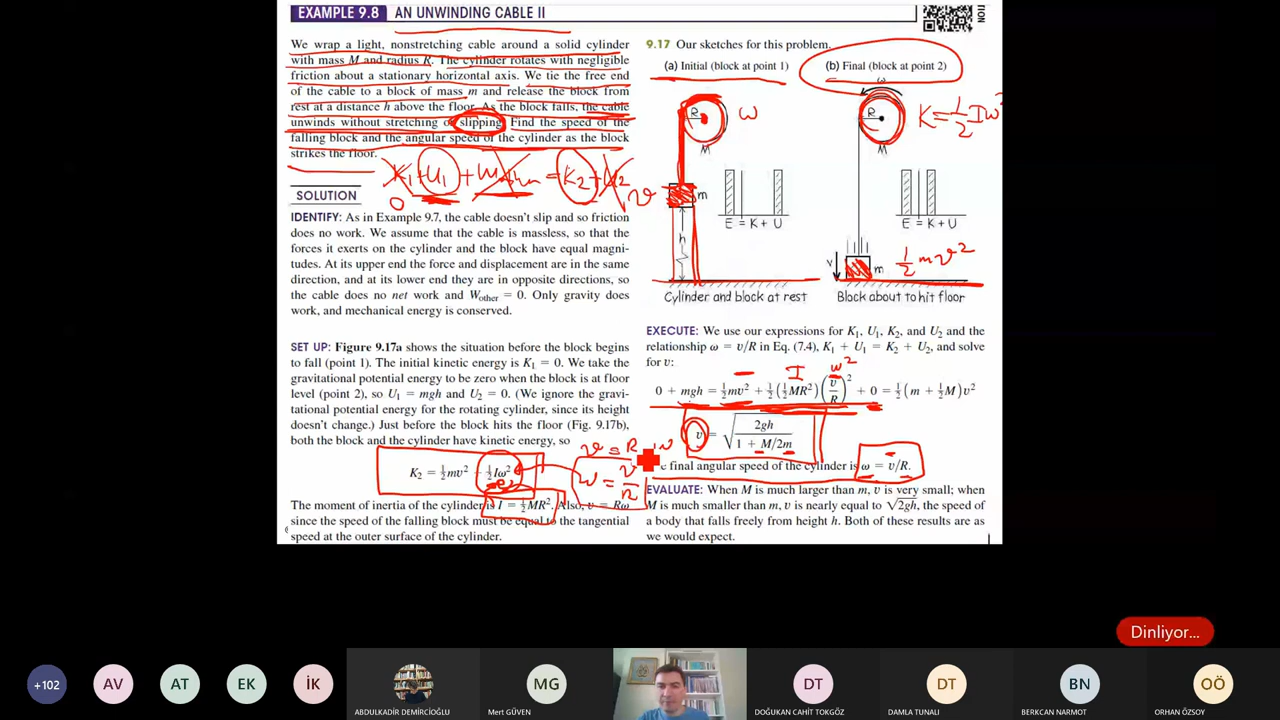 EXAMPLE 9.8 AN UNWINDING CABLE II
We wrap a light, nonstretching cable around a solid cylinder
with mass M and radius R. The cylinder rotates with negligible
friction about a stationary horizontal axis. We tie the free end
of the cable to a block of mass m and release the block from
rest at a distance h above the floor. As the block falls, the cable
unwinds without stretching or slipping. Find the speed of the
falling block and the angular speed of the cylinder as the block
strikes the floor.
K₁ + U₁ + = K₂ + U₂
0
SOLUTION
IDENTIFY: As in Example 9.7, the cable doesn't slip and so friction
does no work. We assume that the cable is massless, so that the
forces it exerts on the cylinder and the block have equal magni-
tudes. At its upper end the force and displacement are in the same
direction, and at its lower end they are in opposite directions, so
the cable does no net work and Wother = 0. Only gravity does
work, and mechanical energy is conserved.
SET UP: Figure 9.17a shows the situation before the block begins
to fall (point 1). The initial kinetic energy is K₁ = 0. We take the
gravitational potential energy to be zero when the block is at floor
level (point 2), so U₁ = mgh and U₂ = 0. (We ignore the gravi-
tational potential energy for the rotating cylinder, since its height
doesn't change.) Just before the block hits the floor (Fig. 9.17b),
both the block and the cylinder have kinetic energy, so
K₂ = ½mv² + ½Iω²
v = Rω
ω = v/R
The moment of inertia of the cylinder is I = ½MR². Also, v = Rω
since the speed of the falling block must be equal to the tangential
speed at the outer surface of the cylinder.
9.17 Our sketches for this problem.
(a) Initial (block at point 1)
(b) Final (block at point 2)
R
M
ω
m
v
h
E = K + U
Cylinder and block at rest
ω
R
M
K = ½Iω²
E = K + U
v
m
½mv²
Block about to hit floor
EXECUTE: We use our expressions for K₁, U₁, K₂, and U₂ and the
relationship ω = v/R in Eq. (7.4), K₁ + U₁ = K₂ + U₂, and solve
for v:
I ω²
0 + mgh = ½mv² + ½(½MR²)(v/R)² + 0 = ½(m + ½M)v²
v = √(2gh / 1 + M/2m)
final angular speed of the cylinder is ω = v/R.
EVALUATE: When M is much larger than m, v is very small; when
M is much smaller than m, v is nearly equal to √2gh, the speed of
a body that falls freely from height h. Both of these results are as
we would expect.
Dinliyor...
+102
AV
AT
EK
İK
ABDULKADİR DEMİRCİOĞLU
MG
Mert GÜVEN
DT
DOĞUKAN CAHİT TOKGÖZ
DT
DAMLA TUNALI
BN
BERKCAN NARMOT
OÖ
ORHAN ÖZSOY